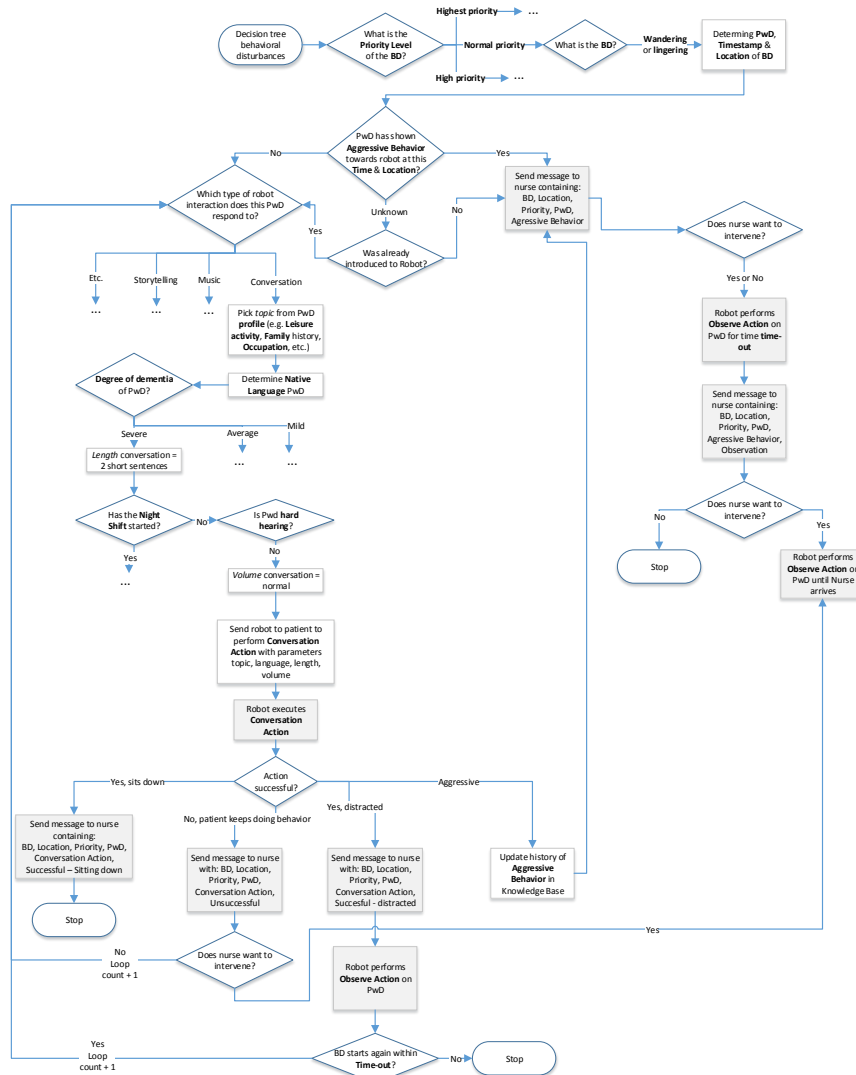 Highest priority
...
Decision tree
behavioral
disturbances
What is the
Priority Level
of the BD?
Normal priority
What is the BD?
Wandering
or lingering
Determing PwD,
Timestamp &
Location of BD
High priority
...
PwD has shown
Aggressive Behavior
towards robot at this
Time & Location?
No
Yes
Which type of robot
interaction does this PwD
respond to?
Unknown
Yes
No
Was already
introduced to Robot?
Send message to
nurse containing:
BD, Location,
Priority, PwD,
Agressive Behavior
Does nurse want to
intervene?
Yes or No
Etc.
Storytelling
Music
Conversation
...
...
...
Pick topic from PwD
profile (e.g. Leisure
activity, Family history,
Occupation, etc.)
Robot performs
Observe Action on
PwD for time time-
out
Degree of dementia
of PwD?
Determine Native
Language PwD
Send message to
nurse containing:
BD, Location,
Priority, PwD,
Agressive Behavior,
Observation
Severe
Average
Mild
...
...
Length conversation =
2 short sentences
Does nurse want to
intervene?
No
Yes
Has the Night
Shift started?
No
Is Pwd hard
hearing?
Yes
...
No
Stop
Robot performs
Observe Action on
PwD until Nurse
arrives
Volume conversation =
normal
Send robot to patient to
perform Conversation
Action with parameters
topic, language, length,
volume
Robot executes
Conversation
Action
Action
successful?
Yes, sits down
Aggressive
No, patient keeps doing behavior
Yes, distracted
Send message to nurse
containing:
BD, Location, Priority, PwD,
Conversation Action,
Successful – Sitting down
Send message to nurse
with: BD, Location,
Priority, PwD,
Conversation Action,
Unsuccessful
Send message to nurse
with: BD, Location,
Priority, PwD,
Conversation Action,
Succesful - distracted
Update history of
Aggressive
Behavior in
Knowledge Base
Stop
Yes
No
Loop
count + 1
Does nurse want to
intervene?
Robot performs
Observe Action on
PwD
Yes
Loop
count + 1
BD starts again within
Time-out?
No
Stop